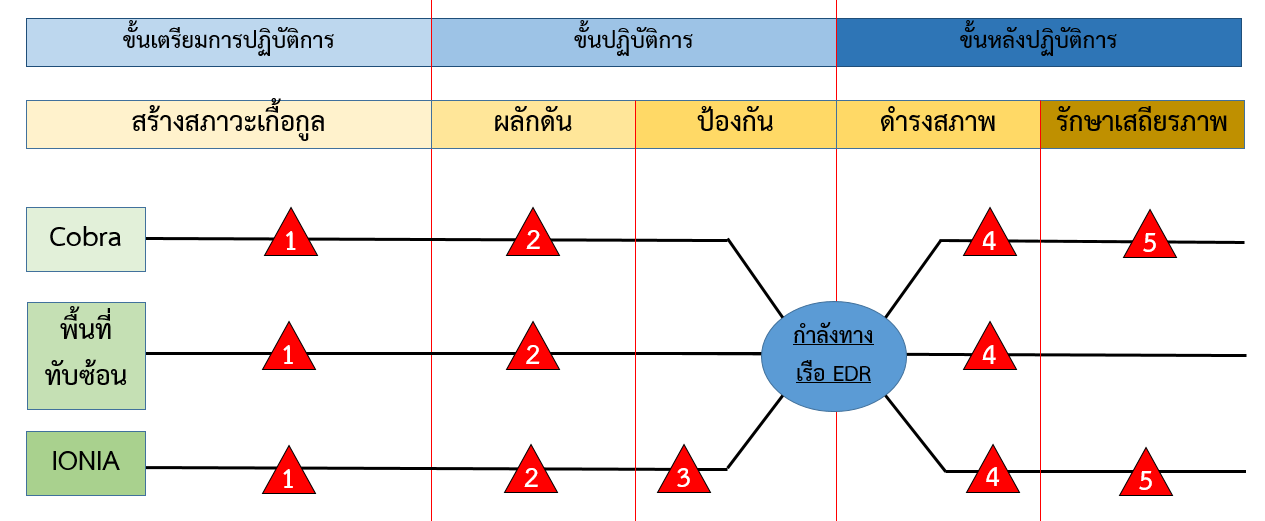 ขั้นเตรียมการปฏิบัติการ
ขั้นปฏิบัติการ
ขั้นหลังปฏิบัติการ
สร้างสภาวะเกื้อกูล
ผลักดัน
ป้องกัน
ดำรงสภาพ
รักษาเสถียรภาพ
Cobra
1
2
4
5
พื้นที่
ทับซ้อน
1
2
กำลังทาง
เรือ EDR
4
IONIA
1
2
3
4
5